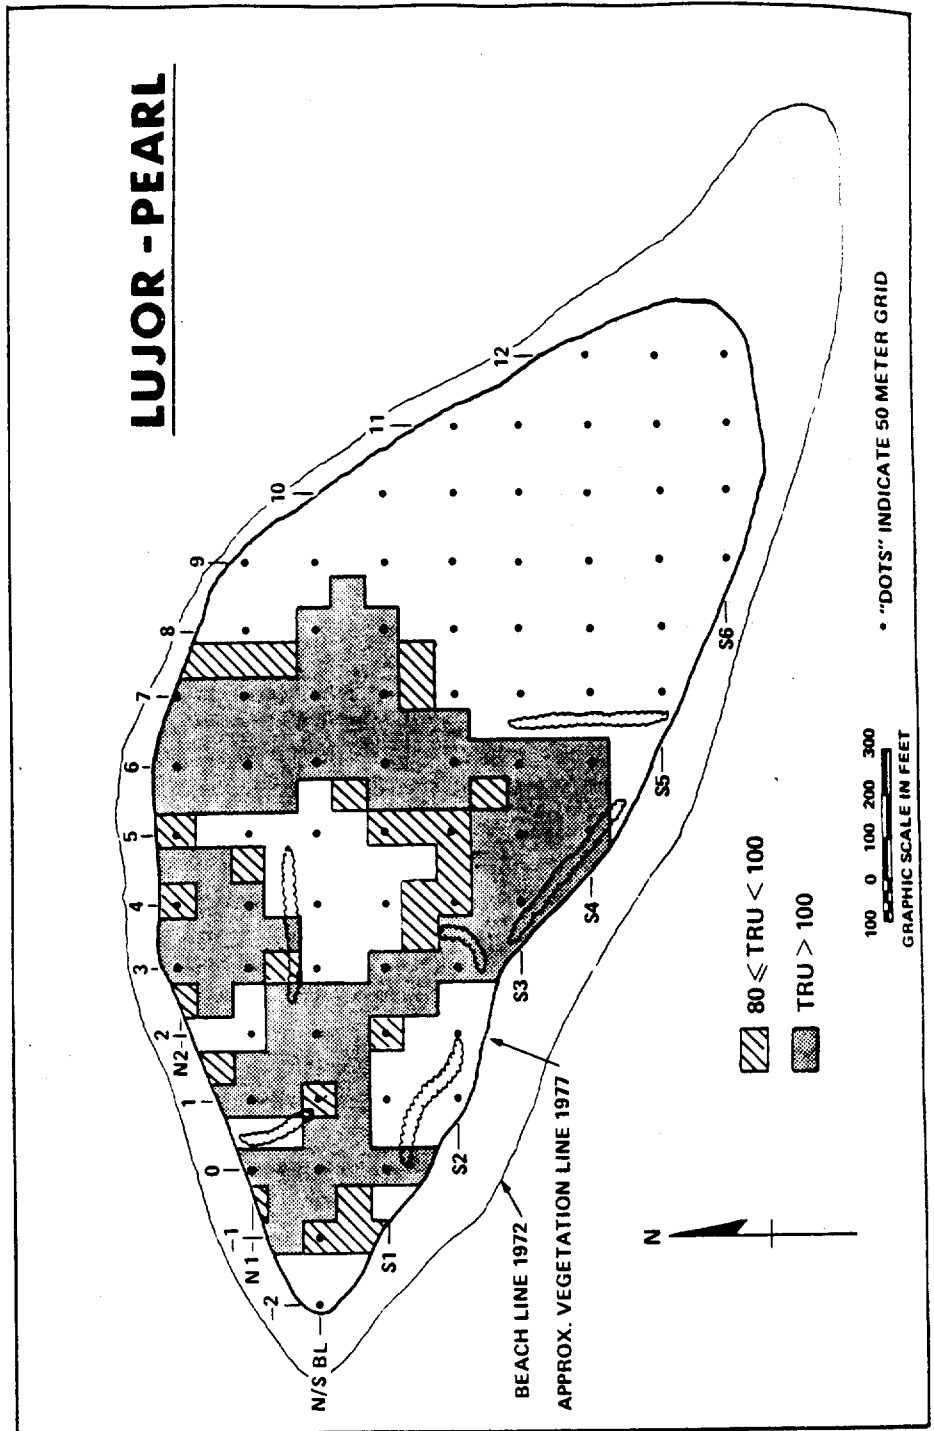 LUJOR - PEARL
N/S BL
-2
-1
0
1
2
3
4
5
6
7
8
9
10
11
12
N1
N2
S1
S2
S3
S4
S5
S6
BEACH LINE 1972
APPROX. VEGETATION LINE 1977
N
80 ⩽ TRU < 100
TRU > 100
100 0 100 200 300
GRAPHIC SCALE IN FEET
* "DOTS" INDICATE 50 METER GRID